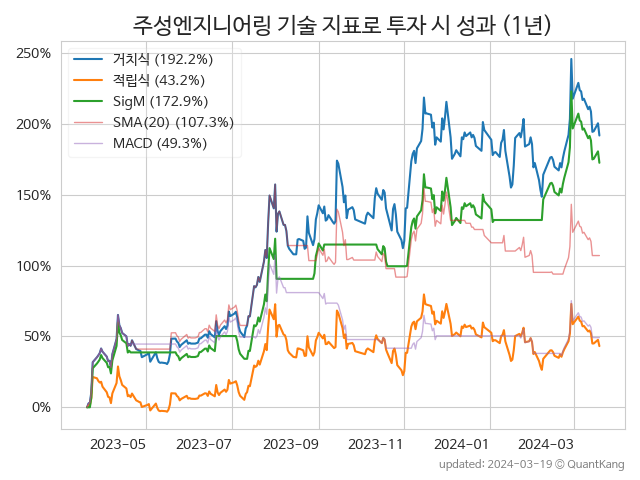 주성엔지니어링 기술 지표로 투자 시 성과 (1년)
250%
200%
150%
100%
50%
0%
거치식 (192.2%)
적립식 (43.2%)
SigM (172.9%)
SMA(20) (107.3%)
MACD (49.3%)
2023-05 2023-07 2023-09 2023-11 2024-01 2024-03
updated: 2024-03-19 © QuantKang